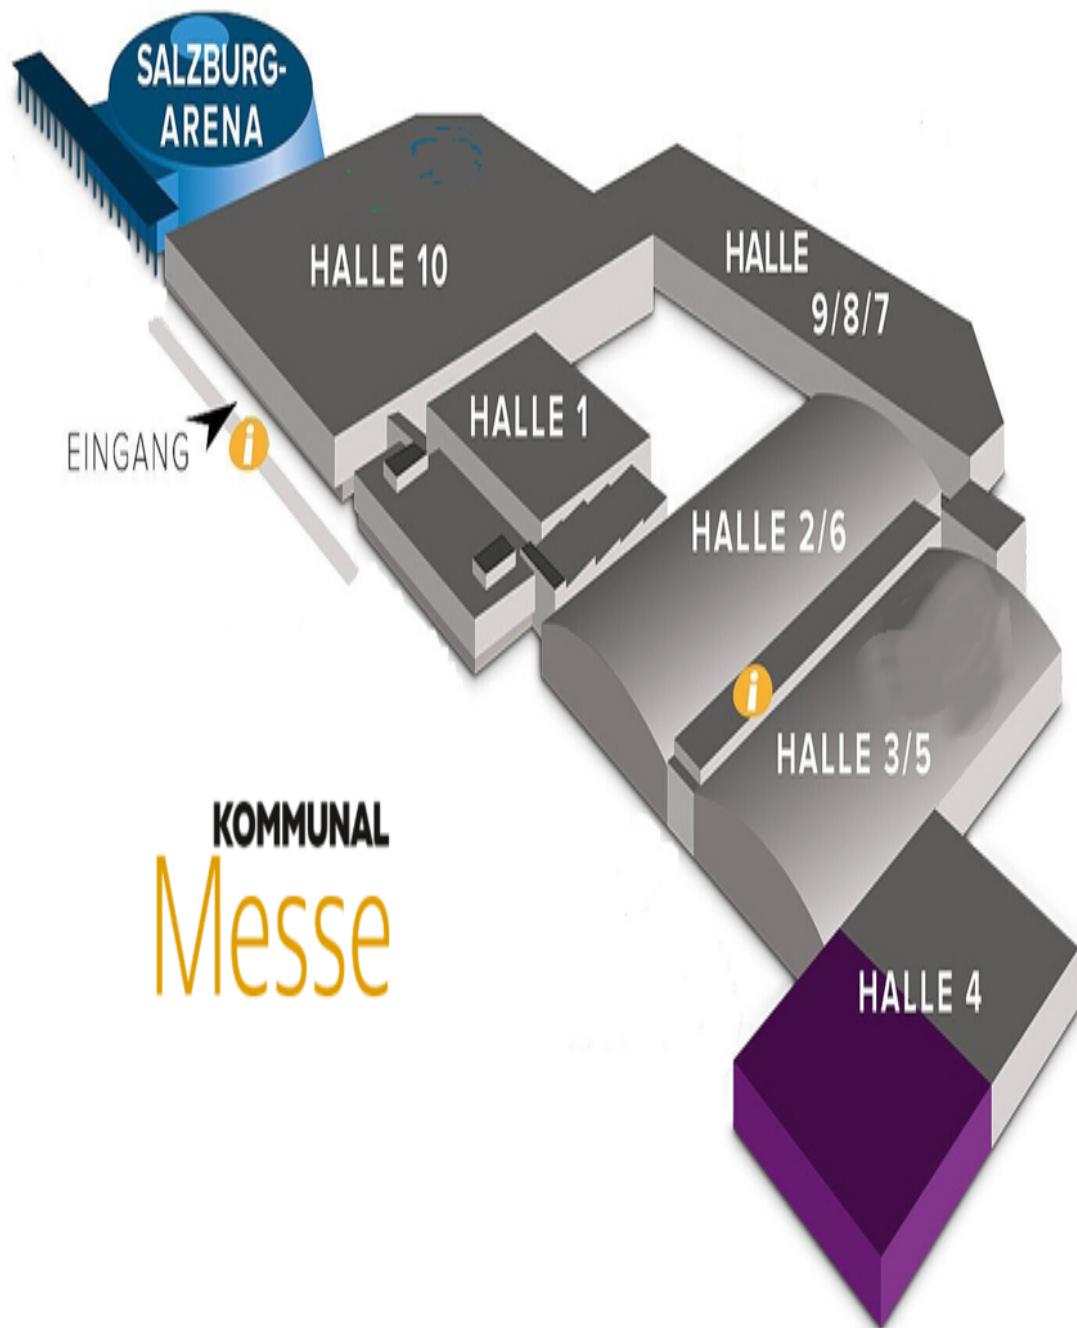 SALZBURG-
ARENA
HALLE 10
HALLE
9/8/7
HALLE 1
EINGANG
i
HALLE 2/6
i
HALLE 3/5
KOMMUNAL
Messe
HALLE 4